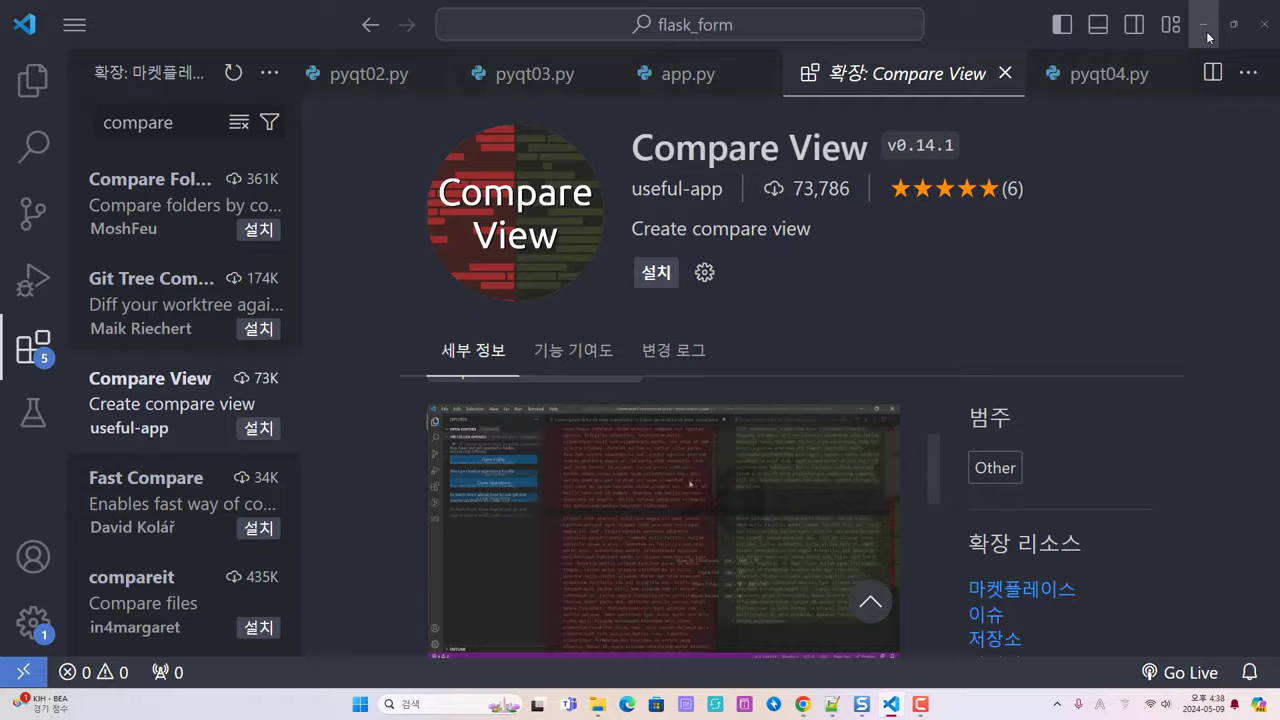 flask_form
확장: 마켓플레...
pyqt02.py
pyqt03.py
app.py
확장: Compare View
pyqt04.py
compare
Compare Fol...
361K
Compare folders by co...
MoshFeu
설치
Git Tree Com...
174K
Diff your worktree agai...
Maik Riechert
설치
Compare View
73K
Create compare view
useful-app
설치
34K
Enables the way of co...
David Kolář
설치
435K
Compare files ...
설치
Compare View
v0.14.1
useful-app
73,786
(6)
Create compare view
설치
세부 정보
기능 기여도
변경 로그
Compare
View
범주
Other
확장 리소스
마켓플레이스
이슈
저장소
5
1
0
0
0
Go Live
KIH - BEA
경기 점수
검색
오후 4:38
2024-05-09